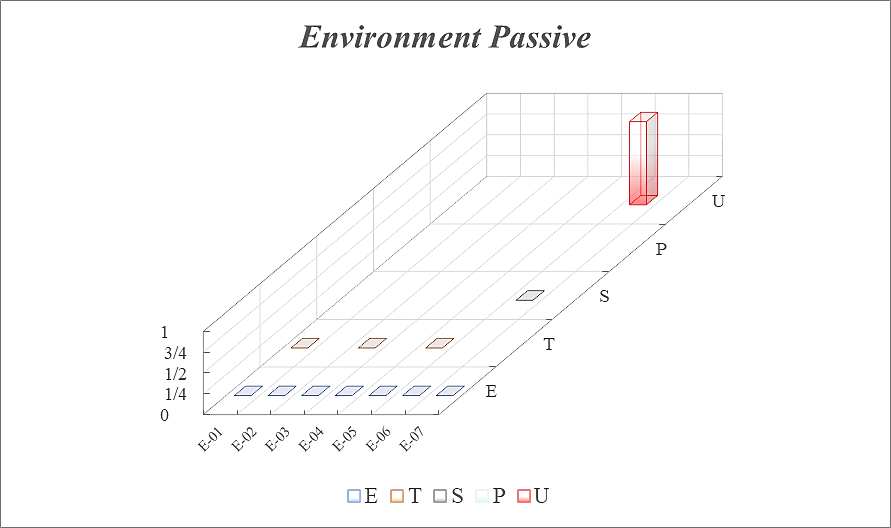 Environment Passive
1
3/4
1/2
1/4
0
E-01
E-02
E-03
E-04
E-05
E-06
E-07
E
T
S
P
U
E T S P U